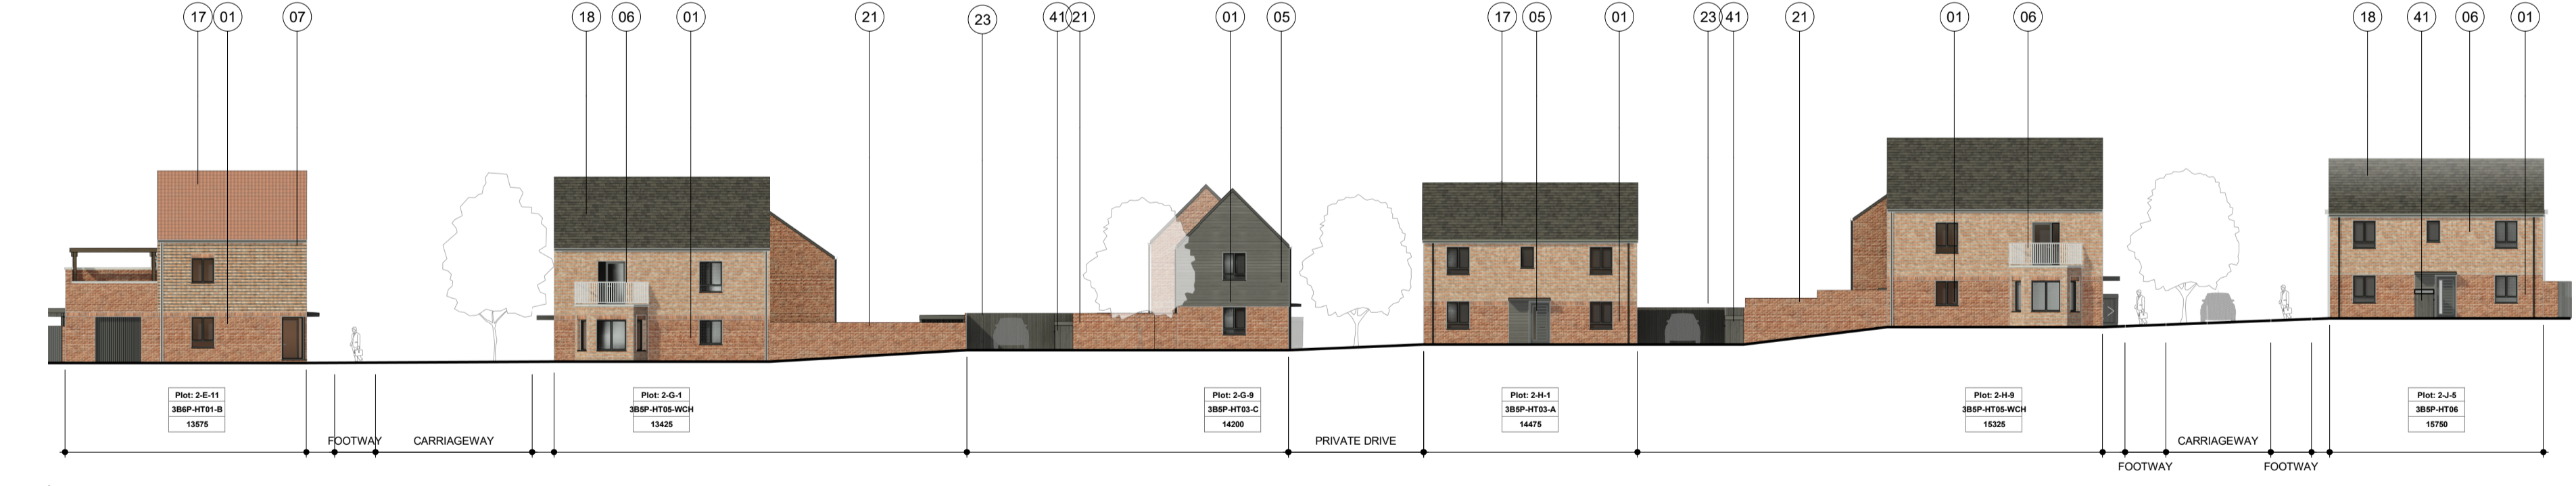 17 01 07 18 06 01 21 23 41 21 01 05 17 05 01 23 41 21 01 06 18 41 06 01
Plot: 2-E-11
3B6P-HT01-B
13575
Plot: 2-G-1
3B5P-HT05-WCH
13425
Plot: 2-G-9
3B5P-HT03-C
14200
Plot: 2-H-1
3B5P-HT03-A
14475
Plot: 2-H-9
3B5P-HT05-WCH
15325
Plot: 2-J-5
3B5P-HT06
15750
FOOTWAY CARRIAGEWAY PRIVATE DRIVE CARRIAGEWAY
FOOTWAY FOOTWAY